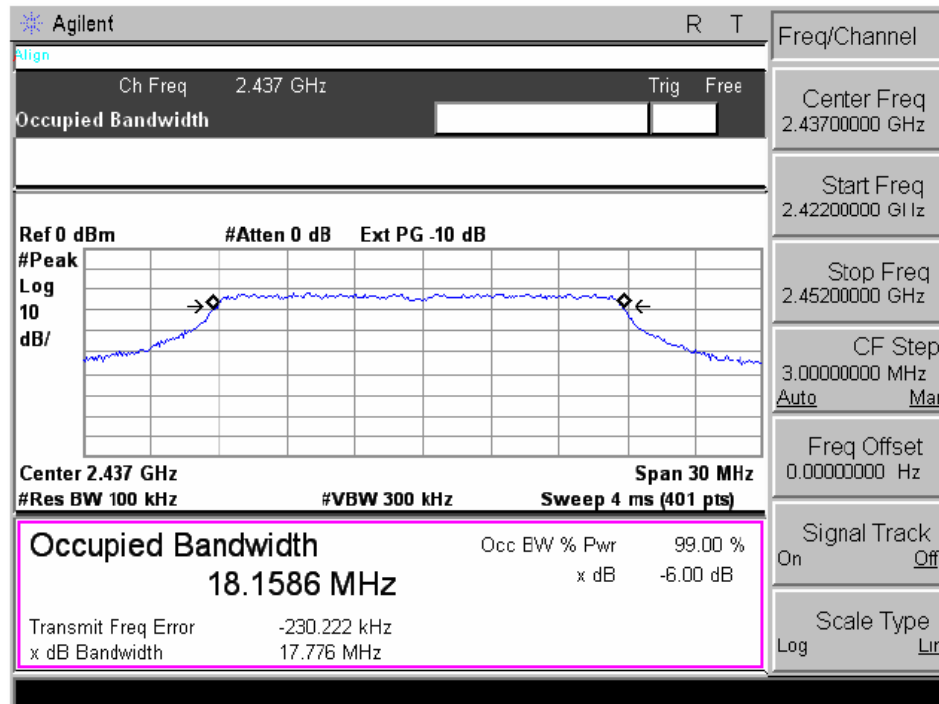 Agilent R T
Align
Ch Freq 2.437 GHz Trig Free
Occupied Bandwidth
Ref 0 dBm #Atten 0 dB Ext PG -10 dB
#Peak
Log
10
dB/
Center 2.437 GHz Span 30 MHz
#Res BW 100 kHz #VBW 300 kHz Sweep 4 ms (401 pts)
Occupied Bandwidth
18.1586 MHz
Occ BW % Pwr 99.00 %
x dB -6.00 dB
Transmit Freq Error -230.222 kHz
x dB Bandwidth 17.776 MHz
Freq/Channel
Center Freq
2.43700000 GHz
Start Freq
2.42200000 GHz
Stop Freq
2.45200000 GHz
CF Step
3.00000000 MHz
Auto Man
Freq Offset
0.00000000 Hz
Signal Track
On Off
Scale Type
Log Lin